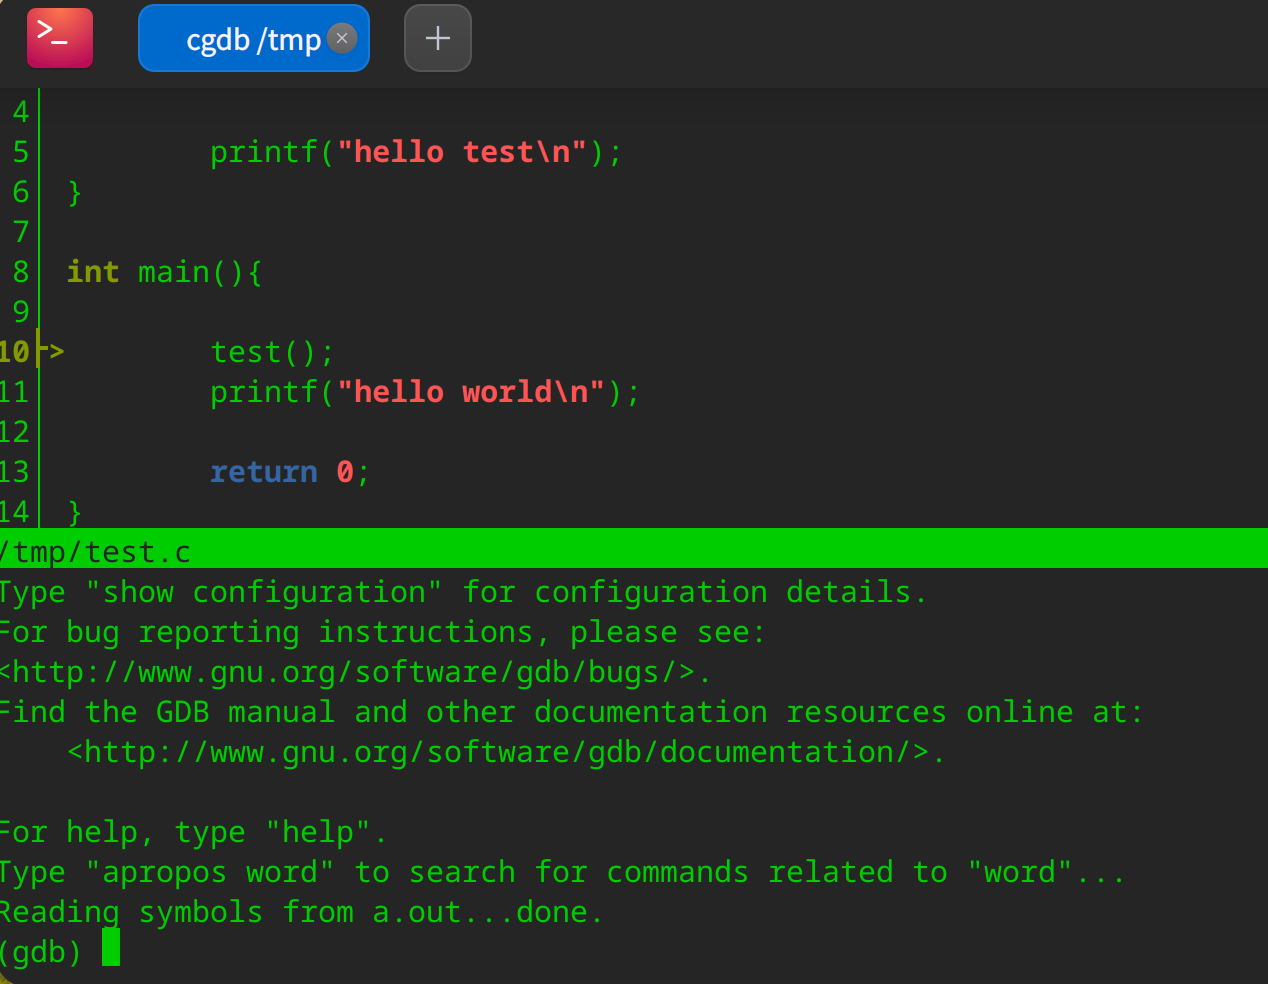 >_
cgdb /tmp
4
5 printf("hello test\n");
6 }
7
8 int main(){
9
10 -> test();
11 printf("hello world\n");
12
13 return 0;
14 }
/tmp/test.c
Type "show configuration" for configuration details.
For bug reporting instructions, please see:
<http://www.gnu.org/software/gdb/bugs/>.
Find the GDB manual and other documentation resources online at:
<http://www.gnu.org/software/gdb/documentation/>.
For help, type "help".
Type "apropos word" to search for commands related to "word"...
Reading symbols from a.out...done.
(gdb)